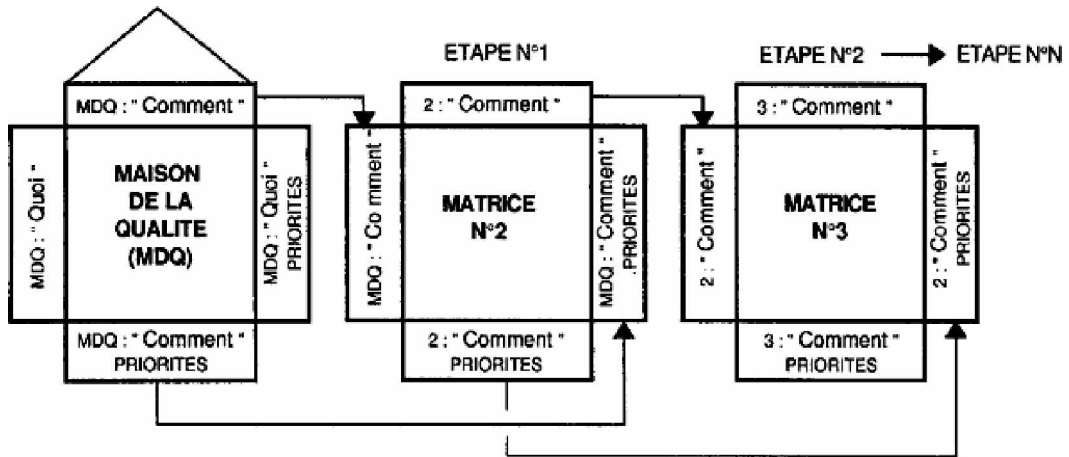 ETAPE N°1
ETAPE N°2
ETAPE N°N
MDQ : " Comment "
MDQ : "Quoi "
MAISON
DE LA
QUALITE
(MDQ)
MDQ : "Quoi "
PRIORITES
MDQ : "Comment "
PRIORITES
2 : "Comment "
MDQ : "Co mment "
MATRICE
N°2
MDQ : "Comment "
.PRIORITES
2 : "Comment "
PRIORITES
3 : "Comment "
2 : "Comment "
MATRICE
N°3
2 : "Comment "
PRIORITES
3 : "Comment "
PRIORITES